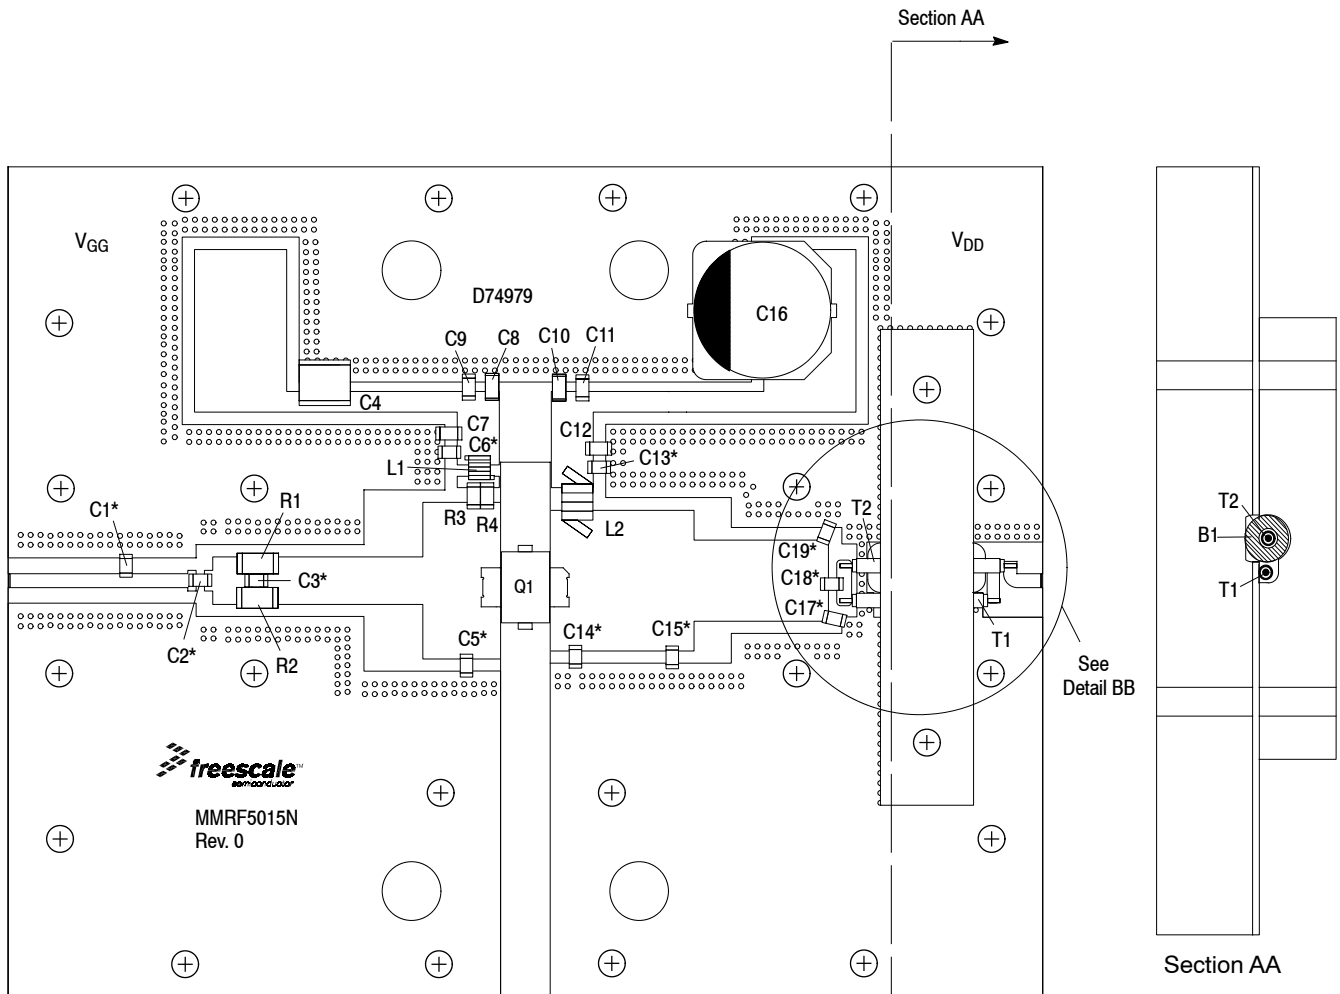 Section AA
VGG
VDD
D74979
C16
C9
C8
C10
C11
C4
C7
C6*
C12
C13*
L1
R3
R4
L2
C1*
R1
T2
C19*
C3*
C18*
Q1
C17*
C2*
R2
C5*
C14*
C15*
T1
See
Detail BB
T2
B1
T1
freescale™
semiconductor
MMRF5015N
Rev. 0
Section AA